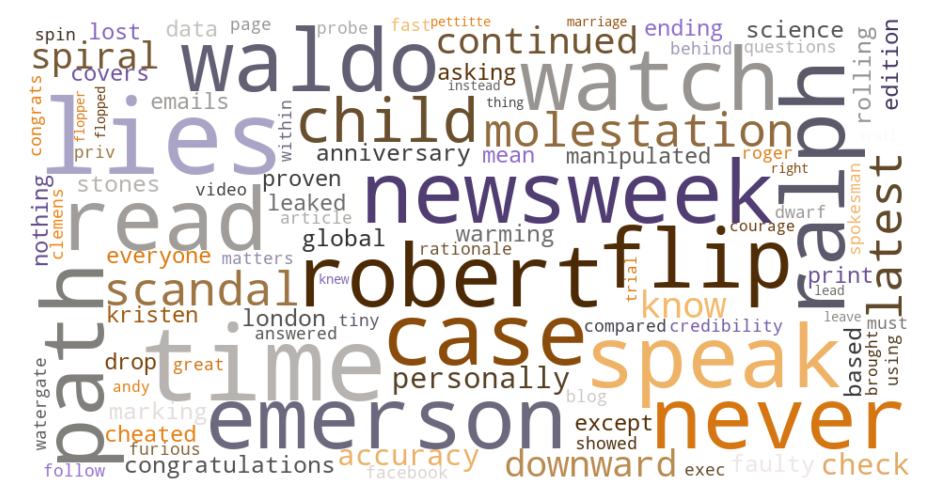 spin lost data page probe fast pettitte marriage ending science
spiral waldo continued watch behind questions rolling edition
covers asking instead thing
congrats flopper flopped lies emails within child molestation ralph
priv anniversary mean manipulated roger right
nothing clemens stones video proven newsweek latest
read leaked article dwarf spokesman
global warming courage
everyone matters rationale robert flip trial print
path scandal knew know lead
kristen london tiny case compared credibility leave must
answered time speak based brought using
watergate drop great personally
andy marking emerson blog never
cheated except
furious showed
follow congratulations accuracy facebook downward exec faulty check